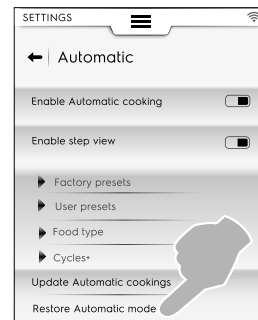 SETTINGS
Automatic
Enable Automatic cooking
Enable step view
Factory presets
User presets
Food type
Cycles+
Update Automatic cookings
Restore Automatic mode